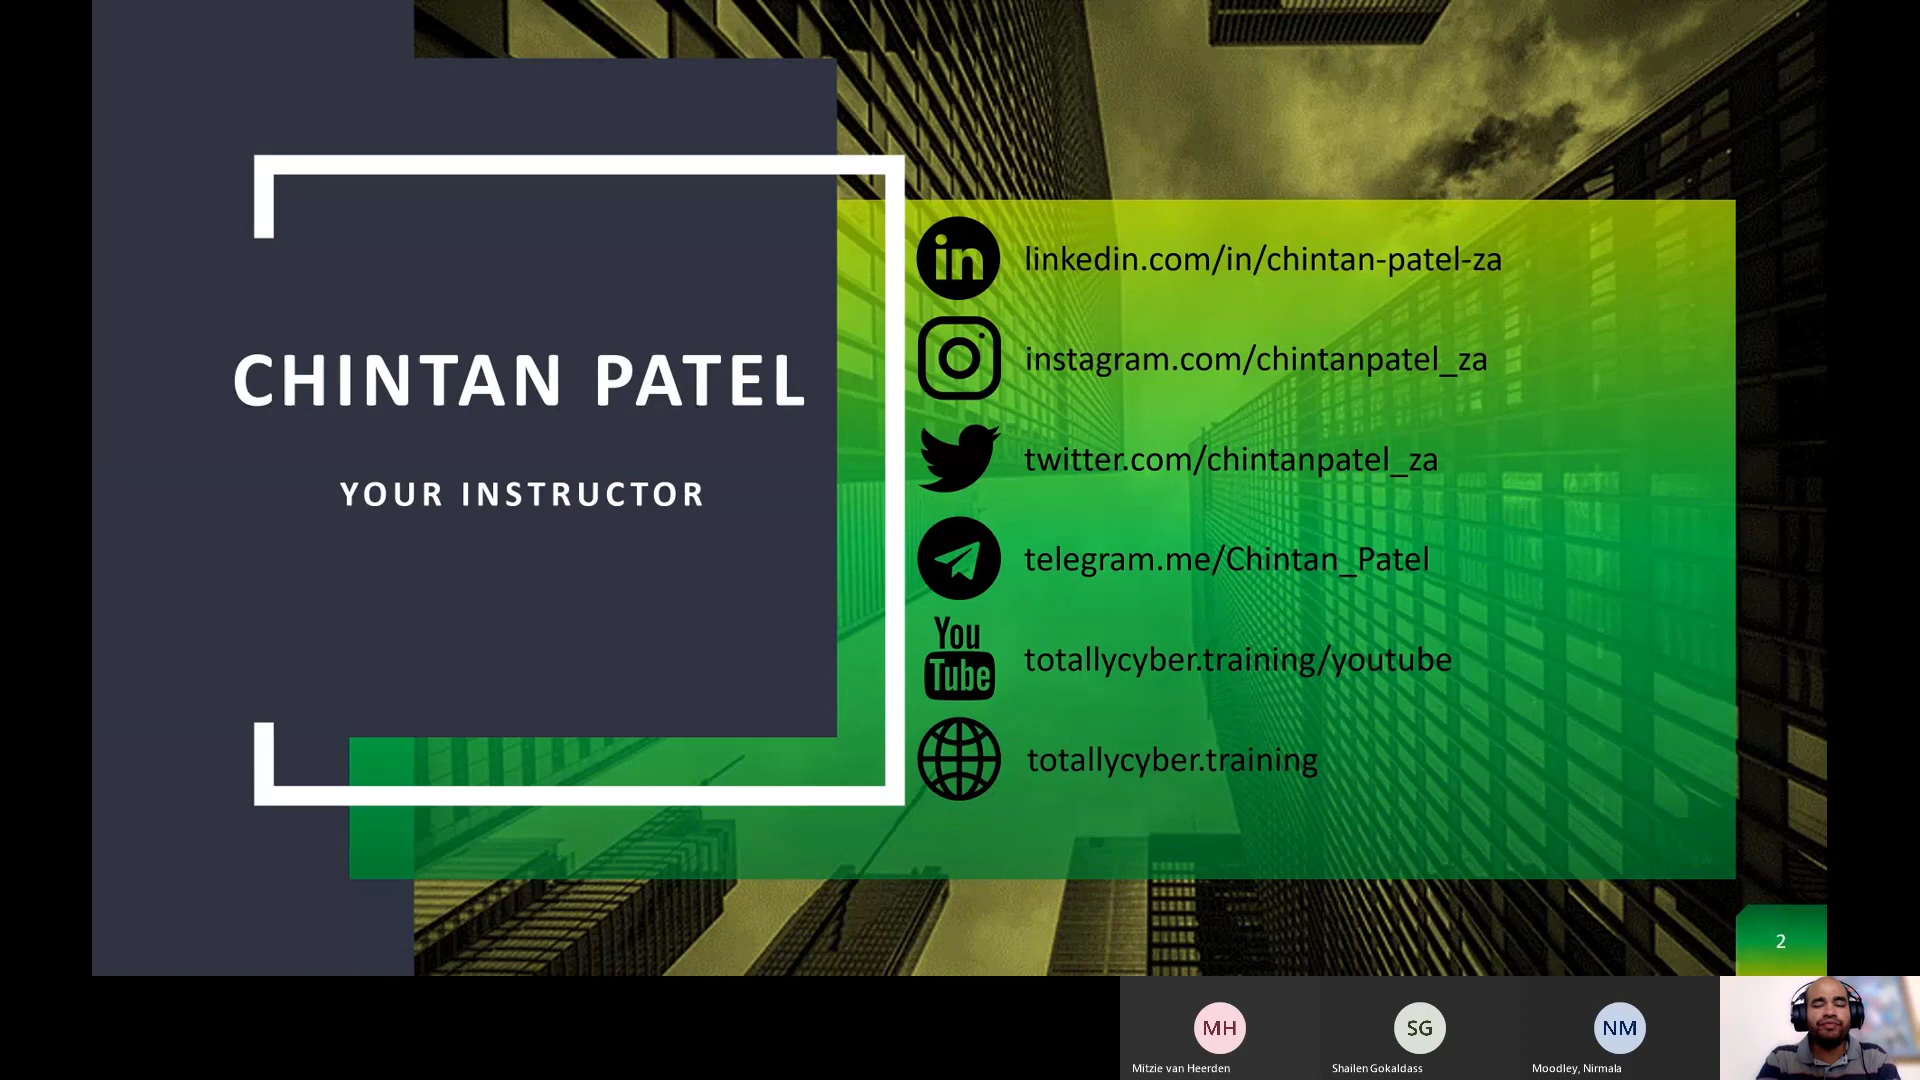 CHINTAN PATEL
YOUR INSTRUCTOR
in
linkedin.com/in/chintan-patel-za
instagram.com/chintanpatel_za
twitter.com/chintanpatel_za
telegram.me/Chintan_Patel
You
Tube
totallycyber.training/youtube
totallycyber.training
2
MH
SG
NM
Mitzie van Heerden
Shailen Gokaldass
Moodley, Nirmala